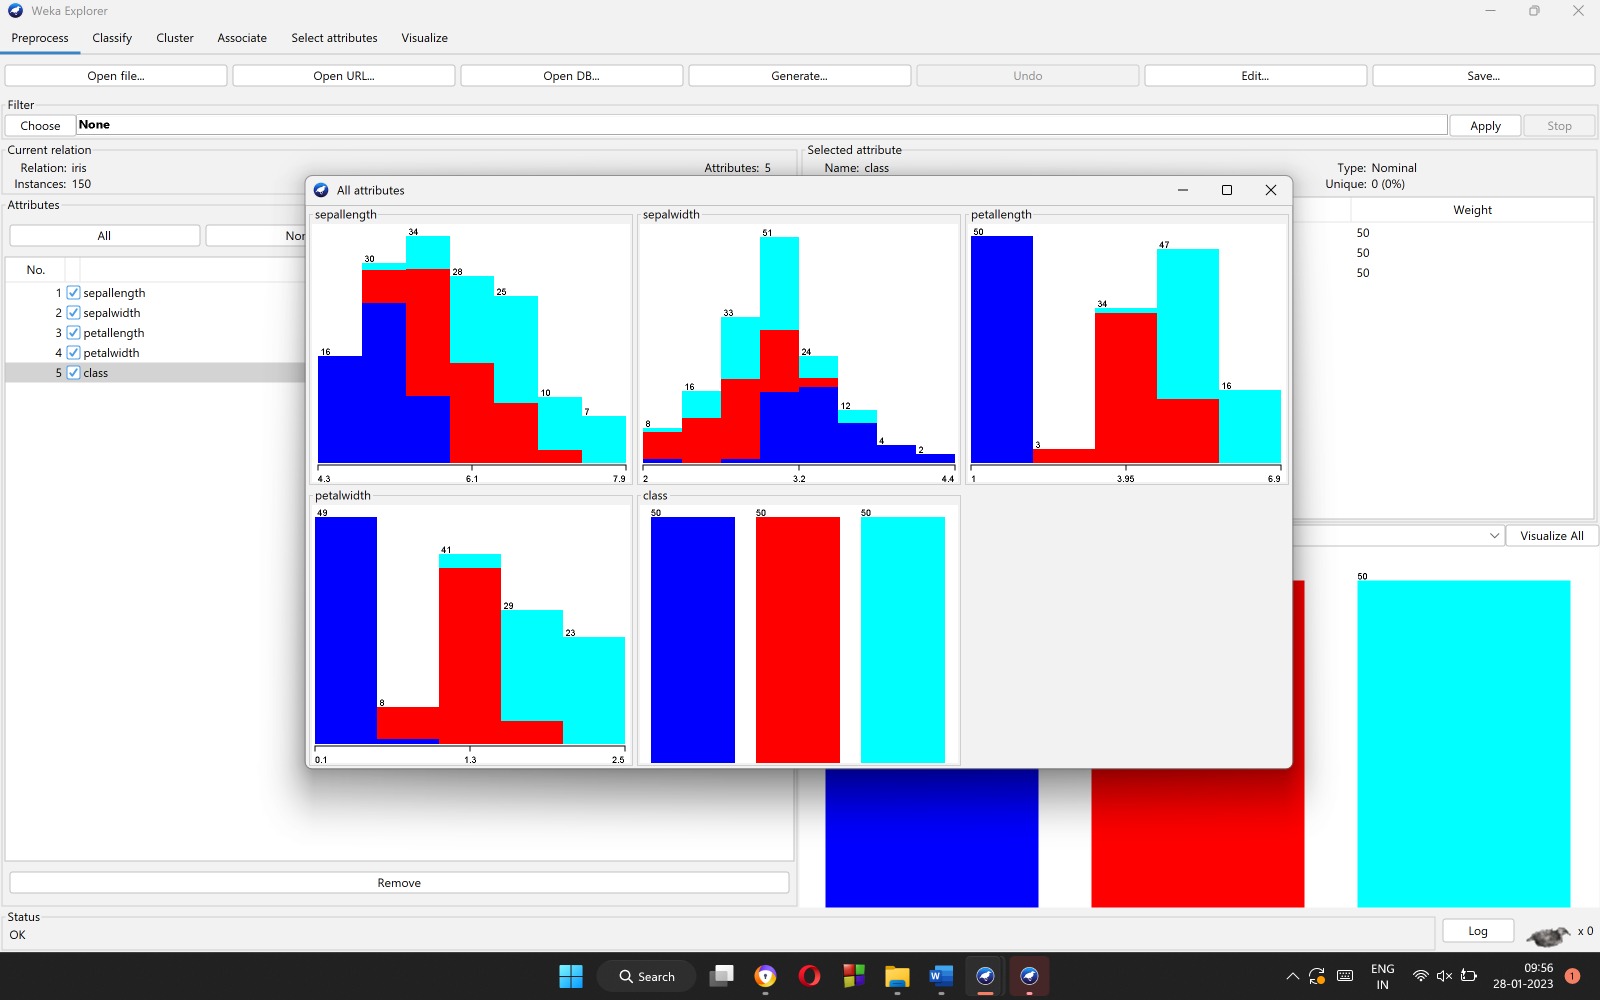 Weka Explorer
Preprocess Classify Cluster Associate Select attributes Visualize
Open file... Open URL... Open DB... Generate... Undo Edit... Save...
Filter
Choose None Apply Stop
Current relation
Relation: iris Attributes: 5
Instances: 150
Selected attribute
Name: class Type: Nominal
Unique: 0 (0%)
Attributes
All Nor
No.
1 sepallength
2 sepalwidth
3 petallength
4 petalwidth
5 class
Remove
Weight
50
50
50
Visualize All
50
All attributes
sepallength
16 30 34 28 25 10 7
4.3 6.1 7.9
sepalwidth
8 16 33 51 24 12 4 2
2 3.2 4.4
petallength
50 3 34 47 16
1 3.95 6.9
petalwidth
49 8 41 29 23
0.1 1.3 2.5
class
50 50 50
Status
OK
Log x 0
Search
ENG
IN
09:56
28-01-2023
1